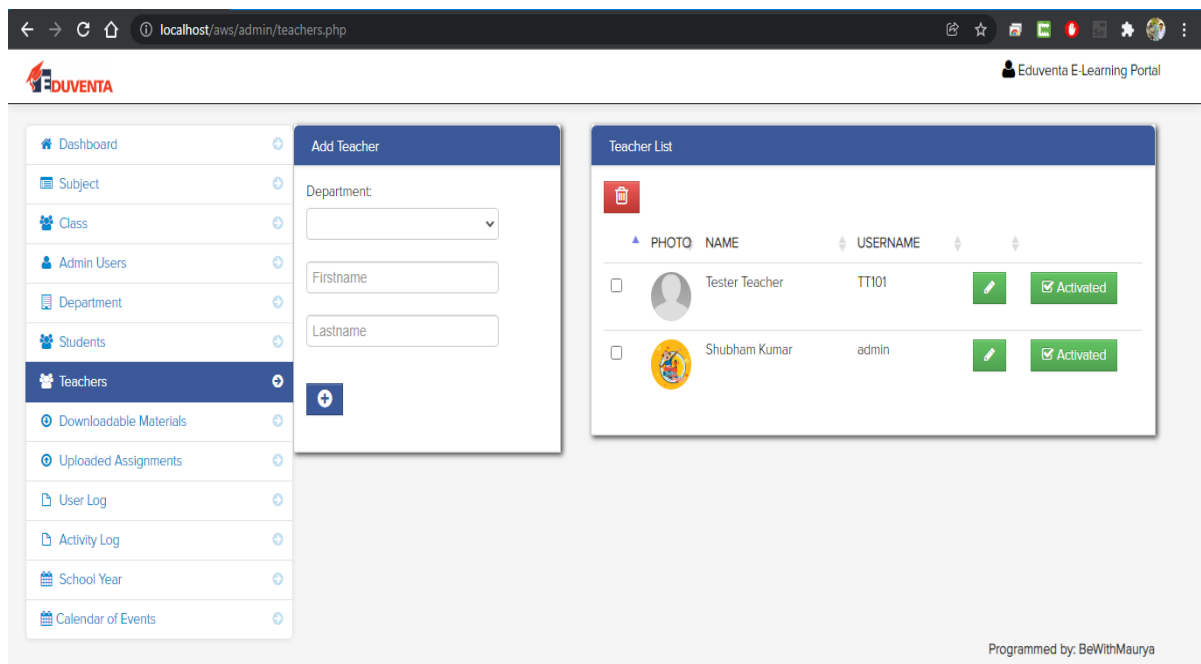 localhost/aws/admin/teachers.php
EDUVENTA
Eduventa E-Learning Portal
Dashboard
Subject
Class
Admin Users
Department
Students
Teachers
Downloadable Materials
Uploaded Assignments
User Log
Activity Log
School Year
Calendar of Events
Add Teacher
Department:
Firstname
Lastname
Teacher List
PHOTO NAME USERNAME
Tester Teacher TT101 Activated
Shubham Kumar admin Activated
Programmed by: BeWithMaurya